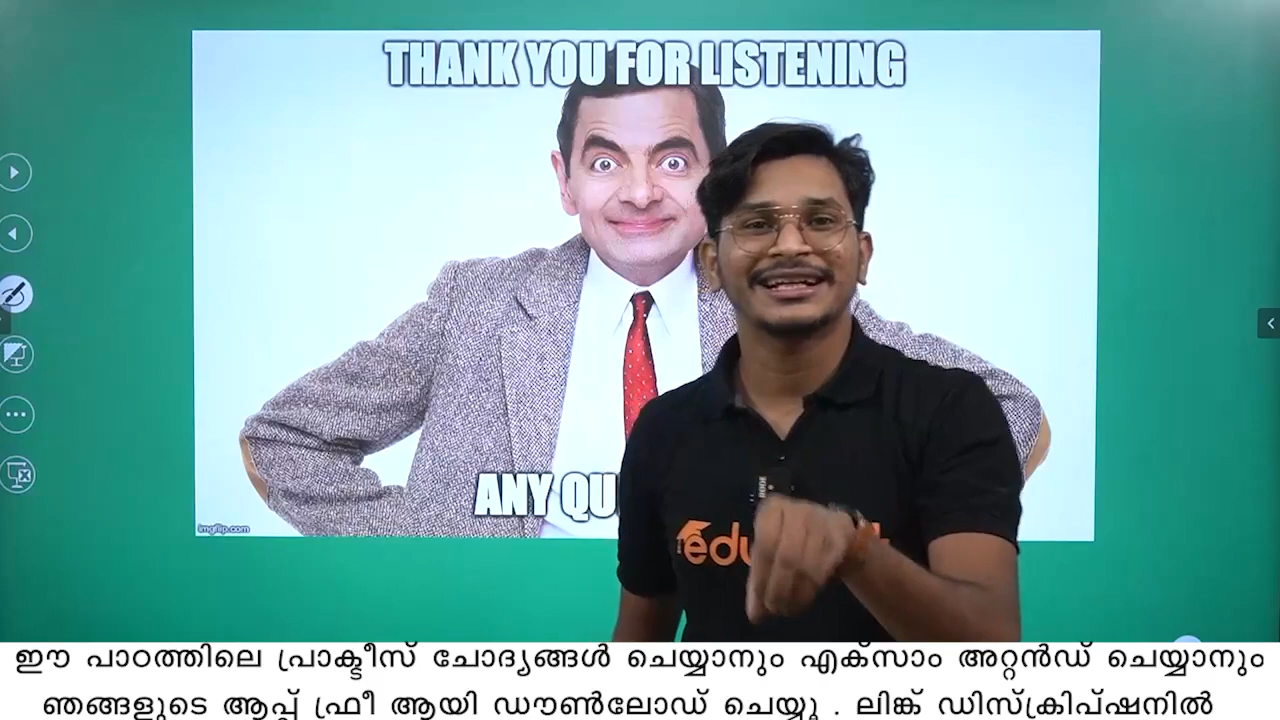 THANK YOU FOR LISTENING
ANY QU
imgflip.com
RODE
edu
ഈ പാഠത്തിലെ പ്രാക്ടീസ് ചോദ്യങ്ങൾ ചെയ്യാനും എക്സാം അറ്റൻഡ് ചെയ്യാനും
ഞങ്ങളുടെ ആപ്പ് ഫ്രീ ആയി ഡൗൺലോഡ് ചെയ്യൂ . ലിങ്ക് ഡിസ്ക്രിപ്ഷനിൽ